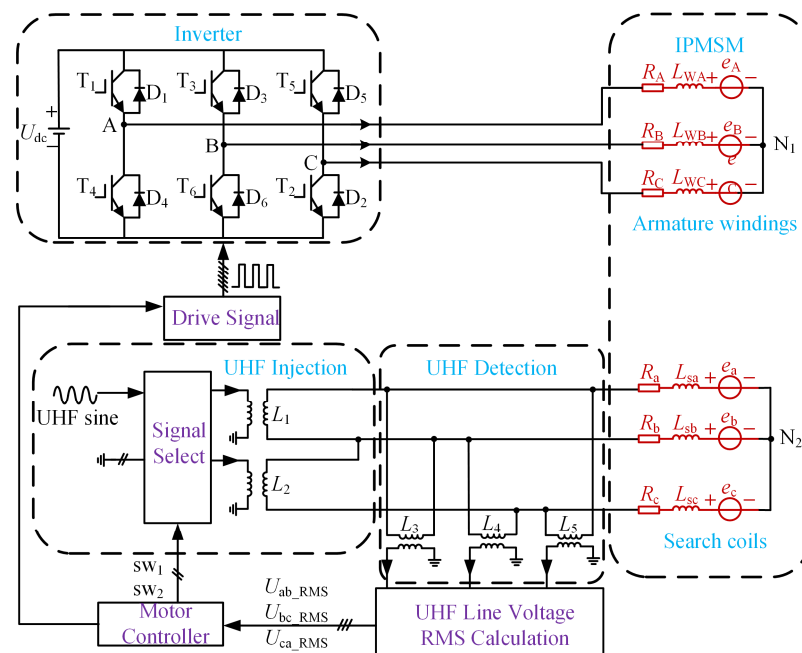 Inverter
IPMSM
T1 D1 T3 D3 T5 D5
RA LWA + eA −
+ Udc −
A
B
C
RB LWB + eB −
N1
e
RC LWC + C −
T4 D4 T6 D6 T2 D2
Armature windings
Drive Signal
UHF Injection
UHF Detection
UHF sine
Signal Select
L1
L2
Ra Lsa + ea −
Rb Lsb + eb −
N2
Rc Lsc + ec −
L3 L4 L5
Search coils
sw1
sw2
Motor Controller
Uab_RMS
Ubc_RMS
Uca_RMS
UHF Line Voltage
RMS Calculation